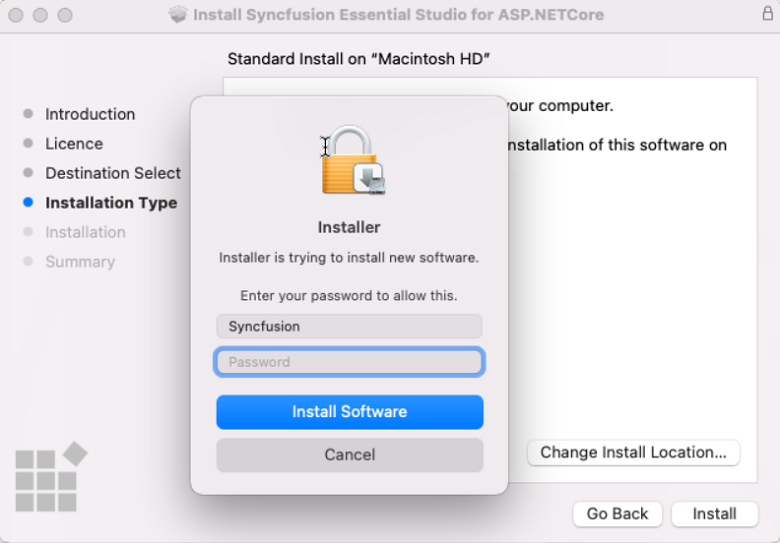 Install Syncfusion Essential Studio for ASP.NETCore
Standard Install on “Macintosh HD”
Introduction
Licence
Destination Select
Installation Type
Installation
Summary
your computer.
nstallation of this software on
Installer
Installer is trying to install new software.
Enter your password to allow this.
Syncfusion
Password
Install Software
Cancel
Change Install Location...
Go Back
Install